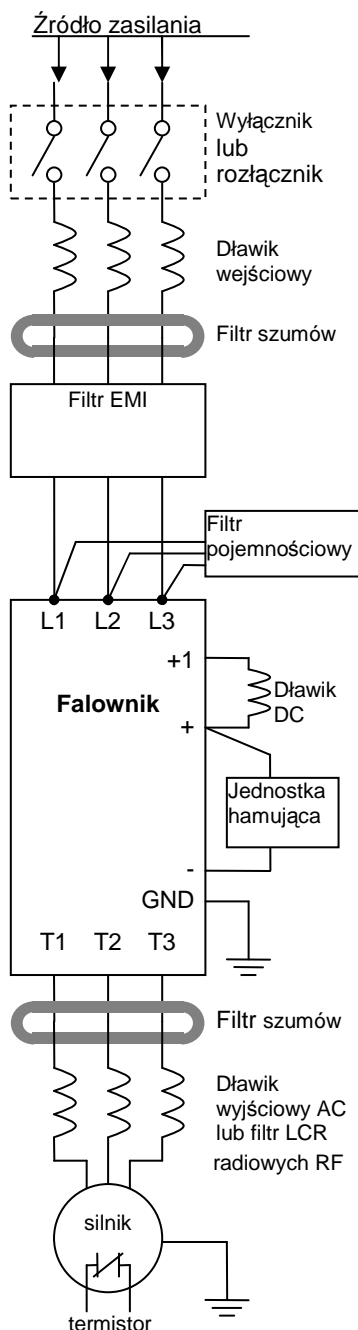 Źródło zasilania
Wyłącznik
lub
rozłącznik
Dławik
wejściowy
Filtr szumów
Filtr EMI
Filtr
pojemnościowy
L1 L2 L3
+1
Falownik
Dławik
DC
+
Jednostka
hamująca
-
GND
T1 T2 T3
Filtr szumów
Dławik
wyjściowy AC
lub filtr LCR
radiowych RF
silnik
termistor